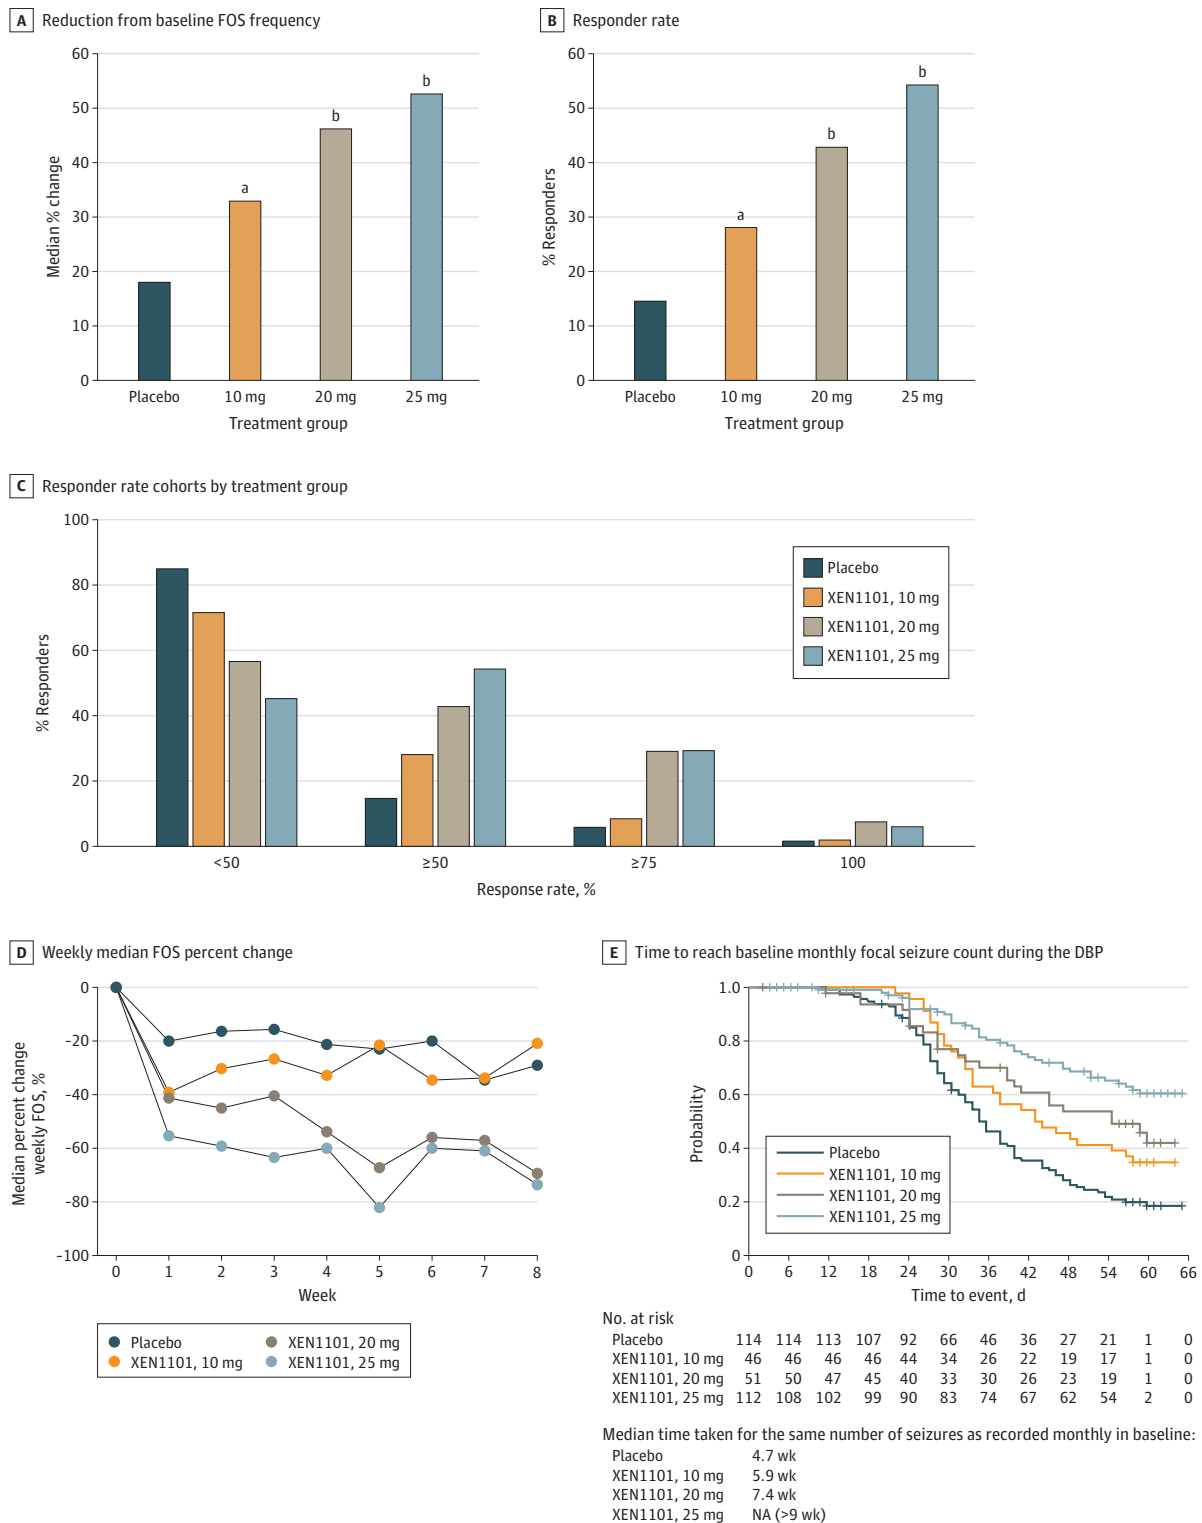 A Reduction from baseline FOS frequency
60
50
40
30
20
10
0
Median % change
a
b
b
Placebo 10 mg 20 mg 25 mg
Treatment group
B Responder rate
60
50
40
30
20
10
0
% Responders
a
b
b
Placebo 10 mg 20 mg 25 mg
Treatment group
C Responder rate cohorts by treatment group
100
80
60
40
20
0
% Responders
Placebo
XEN1101, 10 mg
XEN1101, 20 mg
XEN1101, 25 mg
<50 ≥50 ≥75 100
Response rate, %
D Weekly median FOS percent change
0
-20
-40
-60
-80
-100
Median percent change
weekly FOS, %
0 1 2 3 4 5 6 7 8
Week
Placebo
XEN1101, 10 mg
XEN1101, 20 mg
XEN1101, 25 mg
E Time to reach baseline monthly focal seizure count during the DBP
1.0
0.8
0.6
0.4
0.2
0
Probability
Placebo
XEN1101, 10 mg
XEN1101, 20 mg
XEN1101, 25 mg
0 6 12 18 24 30 36 42 48 54 60 66
Time to event, d
No. at risk
Placebo 114 114 113 107 92 66 46 36 27 21 1 0
XEN1101, 10 mg 46 46 46 46 44 34 26 22 19 17 1 0
XEN1101, 20 mg 51 50 47 45 40 33 30 26 23 19 1 0
XEN1101, 25 mg 112 108 102 99 90 83 74 67 62 54 2 0
Median time taken for the same number of seizures as recorded monthly in baseline:
Placebo 4.7 wk
XEN1101, 10 mg 5.9 wk
XEN1101, 20 mg 7.4 wk
XEN1101, 25 mg NA (>9 wk)